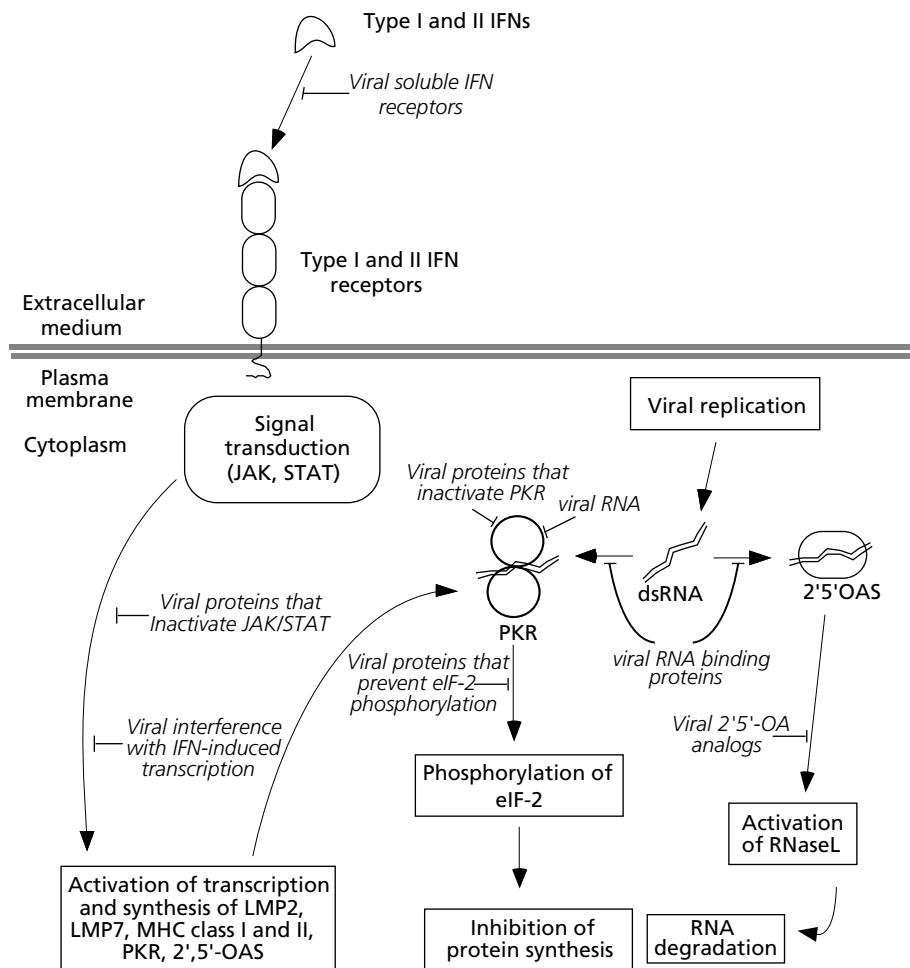 Type I and II IFNs
Viral soluble IFN
receptors
Type I and II IFN
receptors
Extracellular
medium
Plasma
membrane
Cytoplasm
Signal
transduction
(JAK, STAT)
Viral replication
Viral proteins that
inactivate PKR
viral RNA
dsRNA
2'5'OAS
PKR
Viral proteins that
Inactivate JAK/STAT
viral RNA binding
proteins
Viral proteins that
prevent eIF-2
phosphorylation
Viral interference
with IFN-induced
transcription
Viral 2'5'-OA
analogs
Phosphorylation of
eIF-2
Activation
of RNaseL
Activation of transcription
and synthesis of LMP2,
LMP7, MHC class I and II,
PKR, 2',5'-OAS
Inhibition of
protein synthesis
RNA
degradation